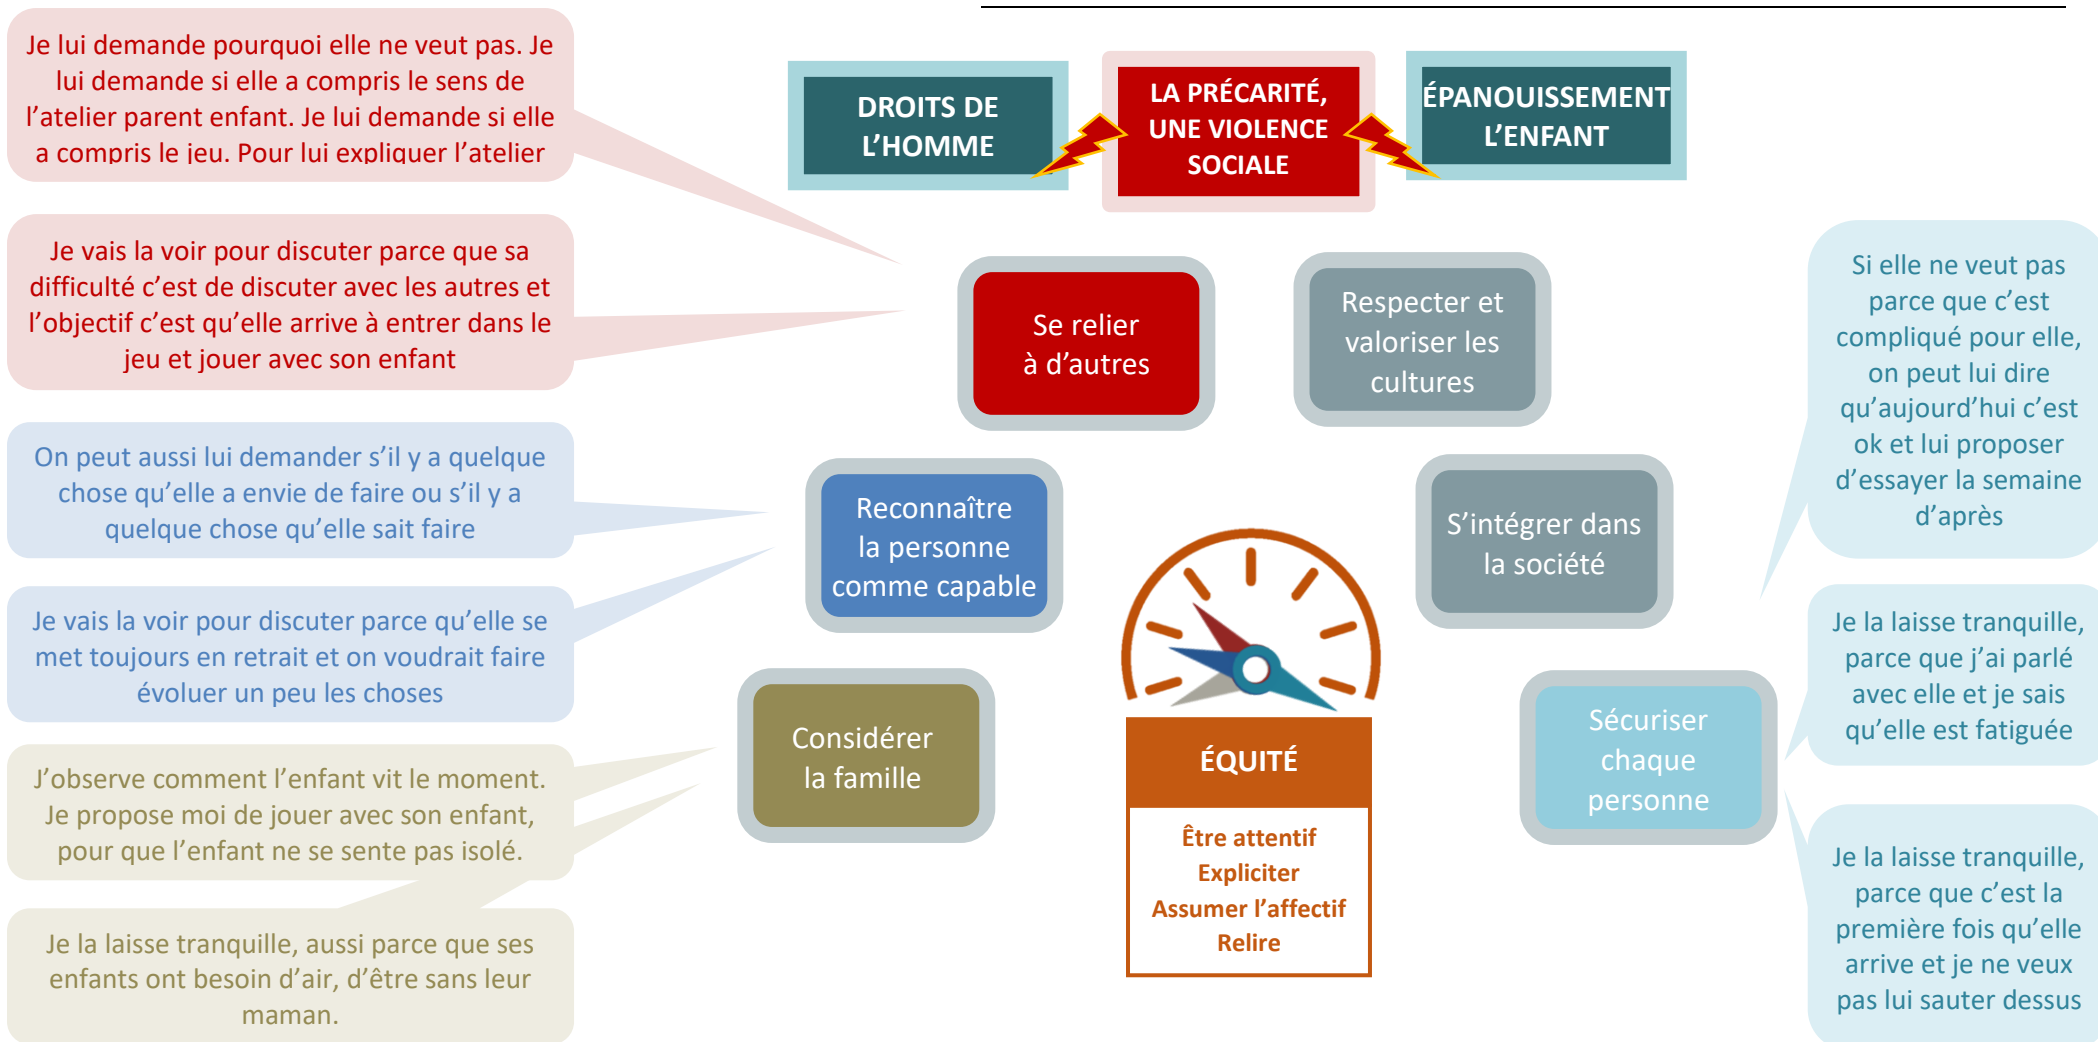 Je lui demande pourquoi elle ne veut pas. Je
lui demande si elle a compris le sens de
l’atelier parent enfant. Je lui demande si elle
a compris le jeu. Pour lui expliquer l’atelier
Je vais la voir pour discuter parce que sa
difficulté c’est de discuter avec les autres et
l’objectif c’est qu’elle arrive à entrer dans le
jeu et jouer avec son enfant
On peut aussi lui demander s’il y a quelque
chose qu’elle a envie de faire ou s’il y a
quelque chose qu’elle sait faire
Je vais la voir pour discuter parce qu’elle se
met toujours en retrait et on voudrait faire
évoluer un peu les choses
J’observe comment l’enfant vit le moment.
Je propose moi de jouer avec son enfant,
pour que l’enfant ne se sente pas isolé.
Je la laisse tranquille, aussi parce que ses
enfants ont besoin d’air, d’être sans leur
maman.
DROITS DE
L’HOMME
LA PRÉCARITÉ,
UNE VIOLENCE
SOCIALE
ÉPANOUISSEMENT
L’ENFANT
Se relier
à d’autres
Respecter et
valoriser les
cultures
Reconnaître
la personne
comme capable
S’intégrer dans
la société
Considérer
la famille
Sécuriser
chaque
personne
ÉQUITÉ
Être attentif
Expliciter
Assumer l’affectif
Relire
Si elle ne veut pas
parce que c’est
compliqué pour elle,
on peut lui dire
qu’aujourd’hui c’est
ok et lui proposer
d’essayer la semaine
d’après
Je la laisse tranquille,
parce que j’ai parlé
avec elle et je sais
qu’elle est fatiguée
Je la laisse tranquille,
parce que c’est la
première fois qu’elle
arrive et je ne veux
pas lui sauter dessus